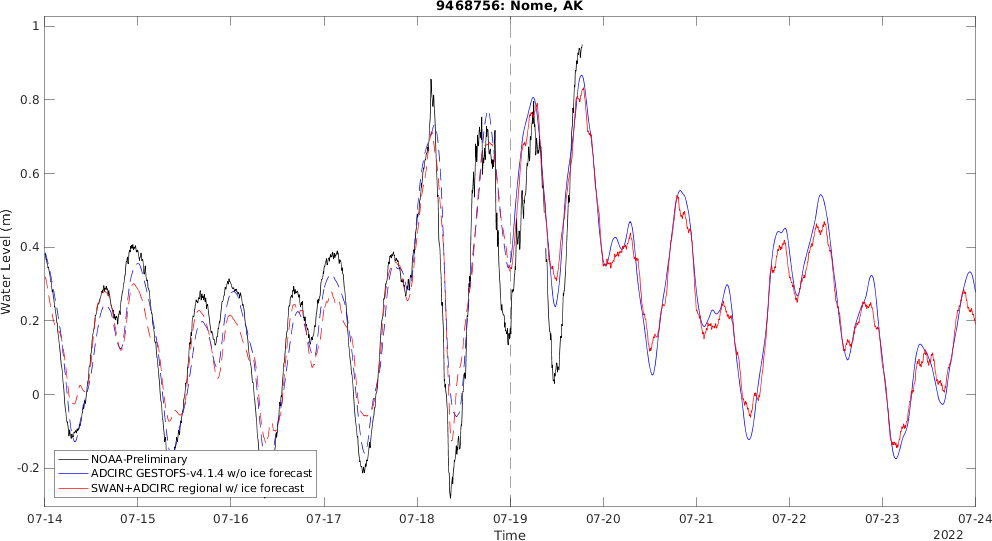 9468756: Nome, AK
1
0.8
0.6
0.4
0.2
0
-0.2
Water Level (m)
NOAA-Preliminary
ADCIRC GESTOFS-v4.1.4 w/o ice forecast
SWAN+ADCIRC regional w/ ice forecast
07-14 07-15 07-16 07-17 07-18 07-19 07-20 07-21 07-22 07-23 07-24
Time
2022